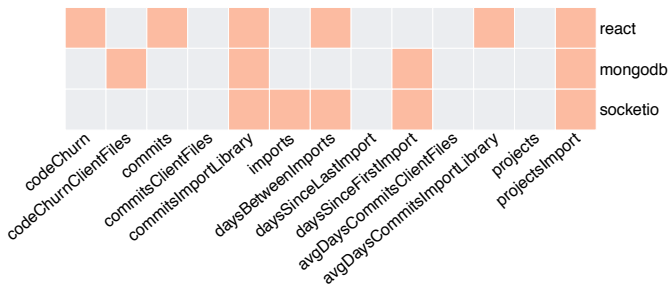 react
mongodb
socketio
codeChurn
codeChurnClientFiles
commits
commitsClientFiles
commitsImportLibrary
imports
daysBetweenImports
daysSinceLastImport
daysSinceFirstImport
avgDaysCommitsClientFiles
avgDaysCommitsImportLibrary
projects
projectsImport